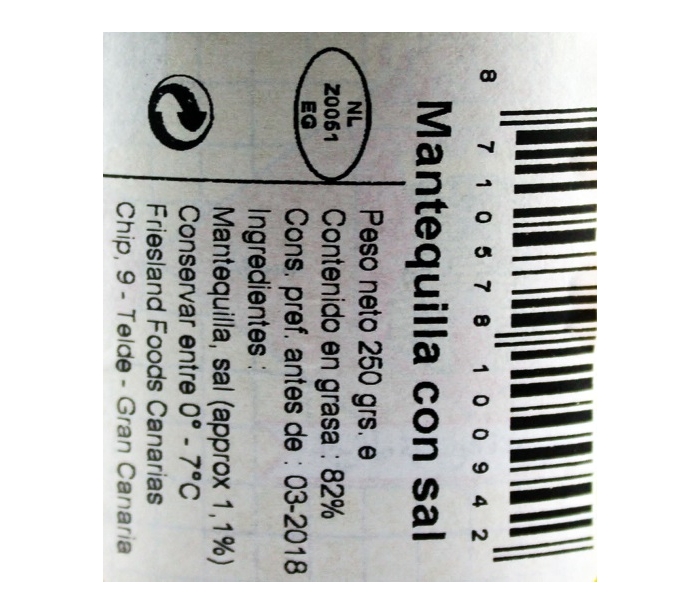 8 710578 100942
Mantequilla con sal
NL
Z0051
EG
Peso neto 250 grs. e
Contenido en grasa : 82%
Cons. pref. antes de : 03-2018
Ingredientes :
Mantequilla, sal (approx 1,1%)
Conservar entre 0° - 7°C
Friesland Foods Canarias
Chip, 9 - Telde - Gran Canaria